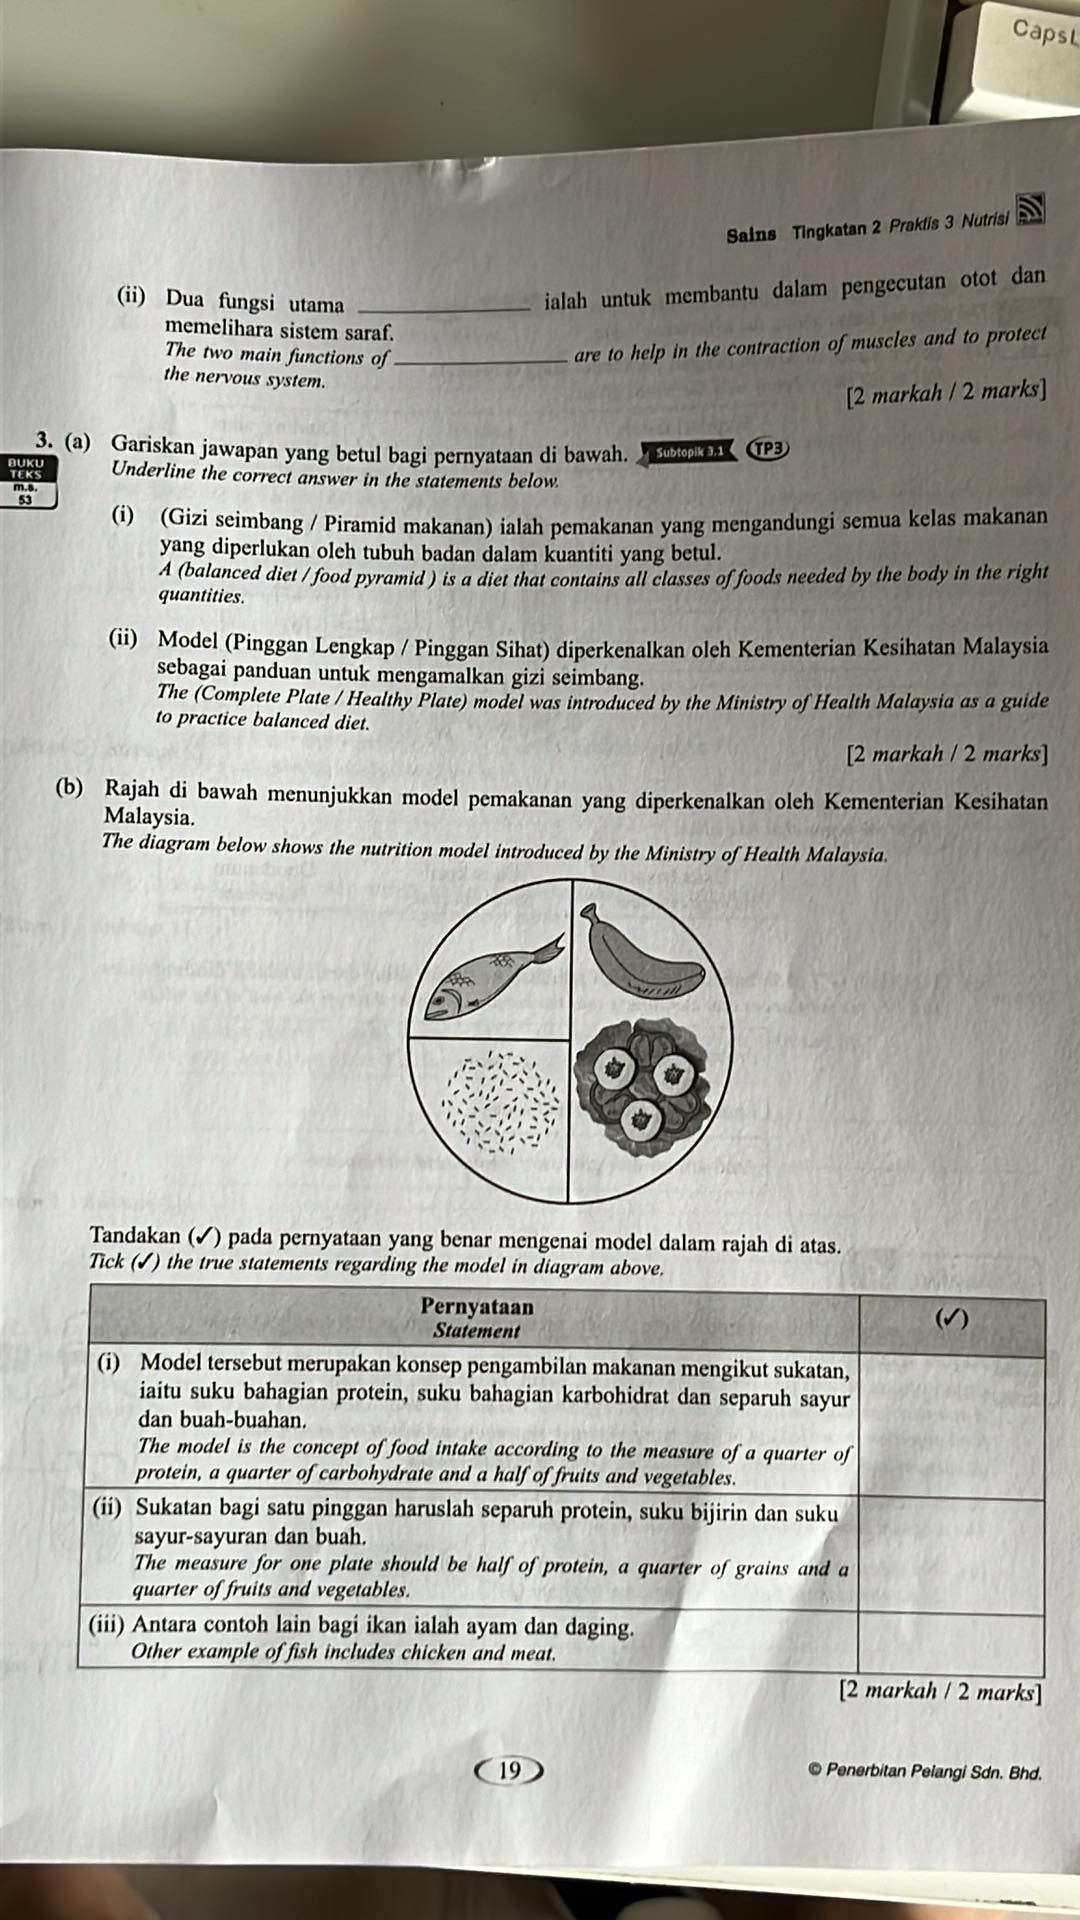 CapsL
Sains Tingkatan 2 Praktis 3 Nutrisi
(ii) Dua fungsi utama ________ ialah untuk membantu dalam pengecutan otot dan
memelihara sistem saraf.
The two main functions of ________ are to help in the contraction of muscles and to protect
the nervous system.
[2 markah / 2 marks]
3. (a) Gariskan jawapan yang betul bagi pernyataan di bawah. Subtopik 3.1 TP3
BUKU
TEKS
m.s.
53
Underline the correct answer in the statements below.
(i) (Gizi seimbang / Piramid makanan) ialah pemakanan yang mengandungi semua kelas makanan
yang diperlukan oleh tubuh badan dalam kuantiti yang betul.
A (balanced diet / food pyramid ) is a diet that contains all classes of foods needed by the body in the right
quantities.
(ii) Model (Pinggan Lengkap / Pinggan Sihat) diperkenalkan oleh Kementerian Kesihatan Malaysia
sebagai panduan untuk mengamalkan gizi seimbang.
The (Complete Plate / Healthy Plate) model was introduced by the Ministry of Health Malaysia as a guide
to practice balanced diet.
[2 markah / 2 marks]
(b) Rajah di bawah menunjukkan model pemakanan yang diperkenalkan oleh Kementerian Kesihatan
Malaysia.
The diagram below shows the nutrition model introduced by the Ministry of Health Malaysia.
Tandakan (✓) pada pernyataan yang benar mengenai model dalam rajah di atas.
Tick (✓) the true statements regarding the model in diagram above.
Pernyataan
Statement
(✓)
(i) Model tersebut merupakan konsep pengambilan makanan mengikut sukatan,
iaitu suku bahagian protein, suku bahagian karbohidrat dan separuh sayur
dan buah-buahan.
The model is the concept of food intake according to the measure of a quarter of
protein, a quarter of carbohydrate and a half of fruits and vegetables.
(ii) Sukatan bagi satu pinggan haruslah separuh protein, suku bijirin dan suku
sayur-sayuran dan buah.
The measure for one plate should be half of protein, a quarter of grains and a
quarter of fruits and vegetables.
(iii) Antara contoh lain bagi ikan ialah ayam dan daging.
Other example of fish includes chicken and meat.
[2 markah / 2 marks]
19
© Penerbitan Pelangi Sdn. Bhd.